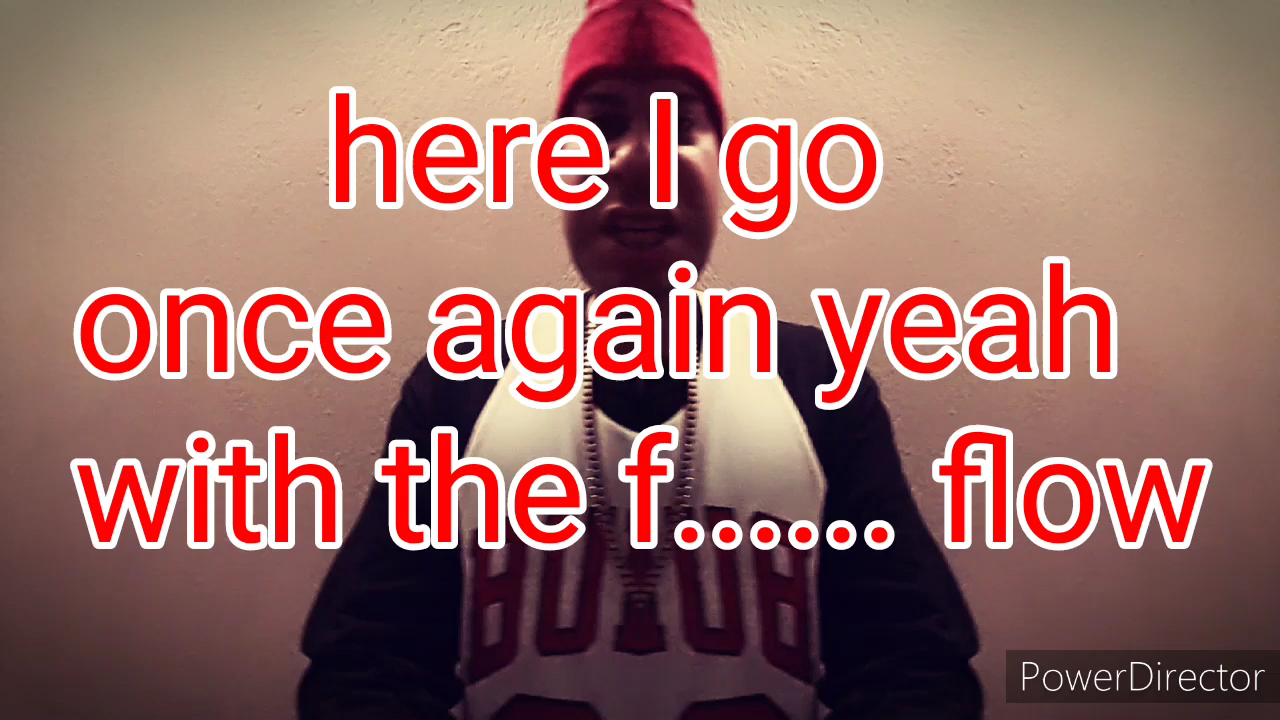 here I go
once again yeah
with the f...... flow
PowerDirector